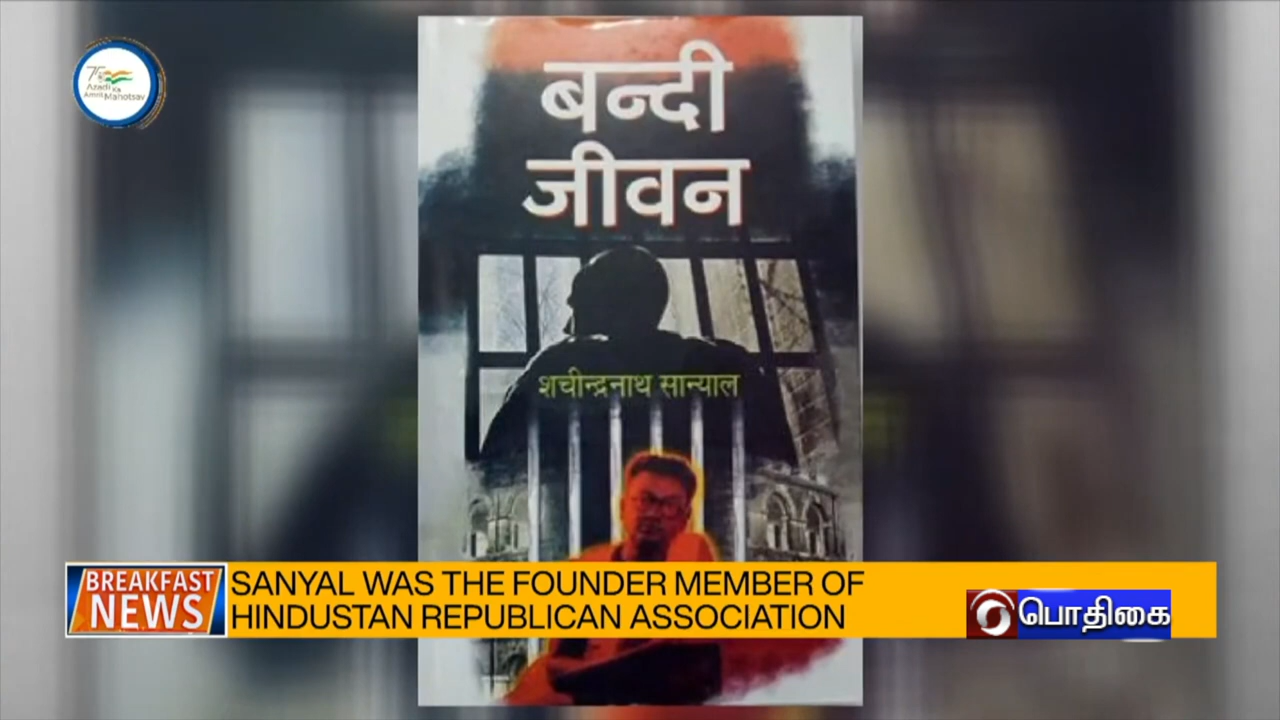 75
Azadi Ka
Amrit Mahotsav
बन्दी
जीवन
शचीन्द्रनाथ सान्याल
BREAKFAST
NEWS
SANYAL WAS THE FOUNDER MEMBER OF
HINDUSTAN REPUBLICAN ASSOCIATION
பொதிகை